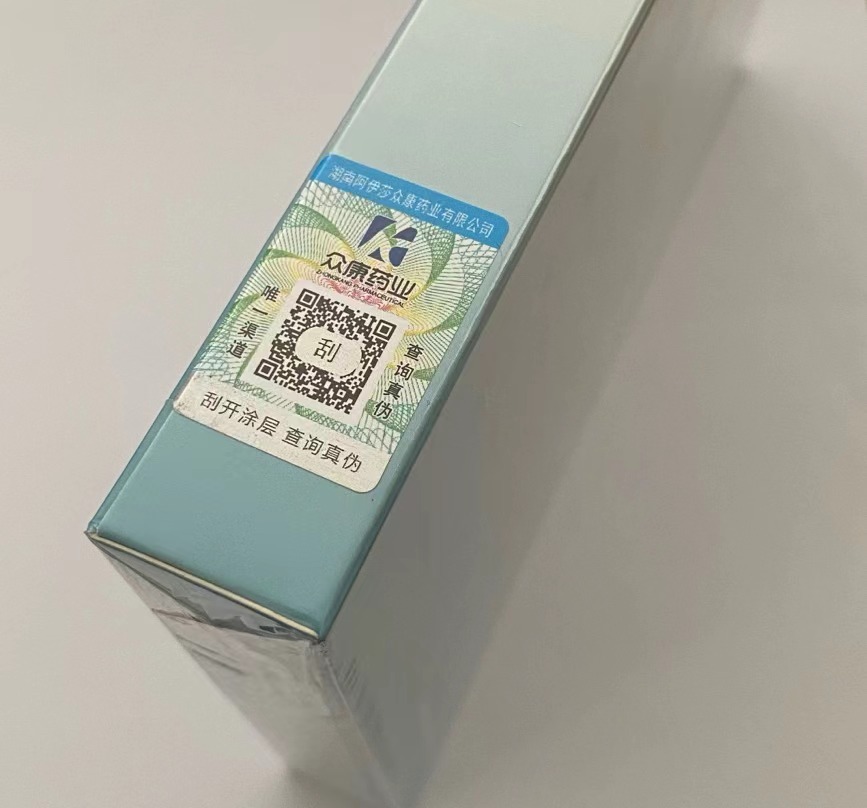 湖南阿伊莎众康药业有限公司
众康药业
ZHONGKANG PHARMACEUTICAL
唯一渠道
刮
查询真伪
刮开涂层 查询真伪